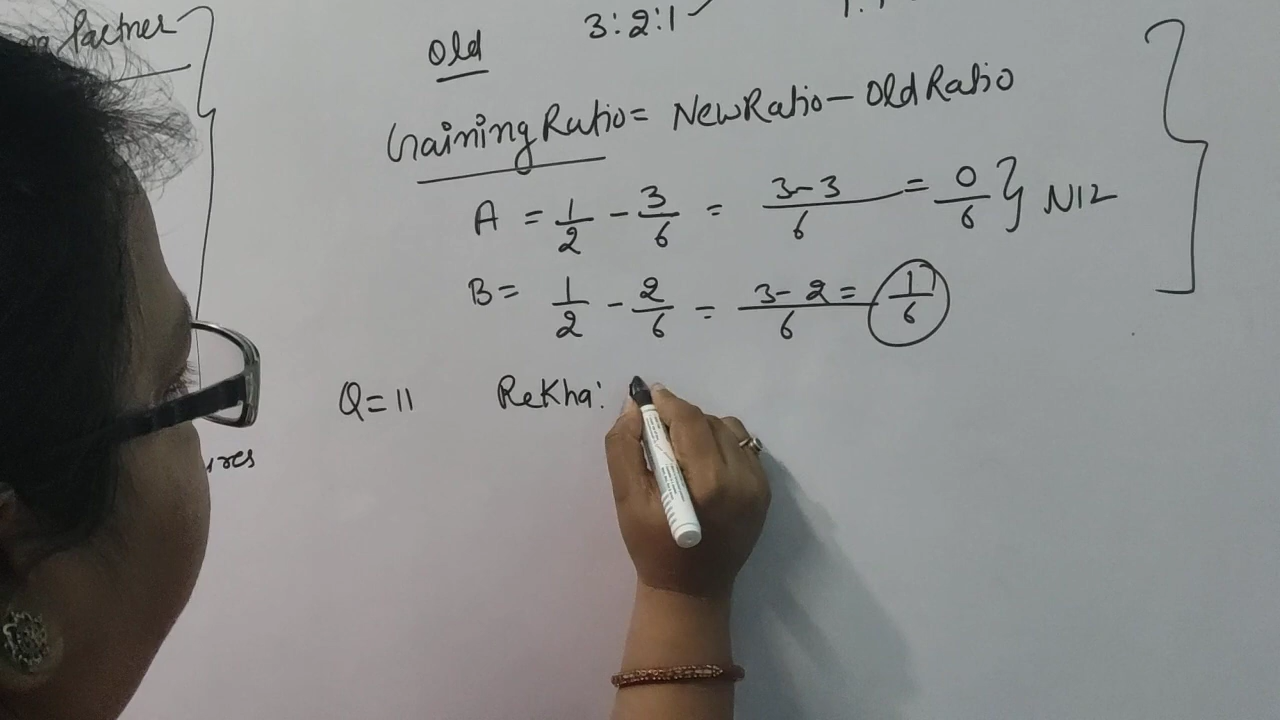 Partner
Old 3:2:1
Gaining Ratio = New Ratio - Old Ratio
A = 1/2 - 3/6 = 3-3/6 = 0/6 } NIL
B = 1/2 - 2/6 = 3-2/6 = 1/6
Q=11 Rekha: